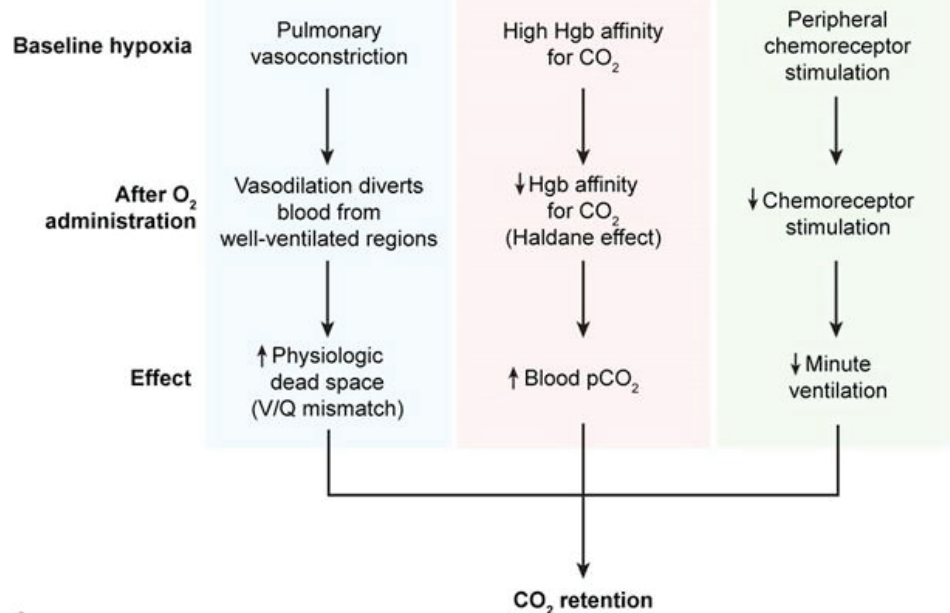 Baseline hypoxia
Pulmonary
vasoconstriction
High Hgb affinity
for CO₂
Peripheral
chemoreceptor
stimulation
After O₂
administration
Vasodilation diverts
blood from
well-ventilated regions
↓Hgb affinity
for CO₂
(Haldane effect)
↓Chemoreceptor
stimulation
Effect
↑Physiologic
dead space
(V/Q mismatch)
↑Blood pCO₂
↓Minute
ventilation
CO₂ retention